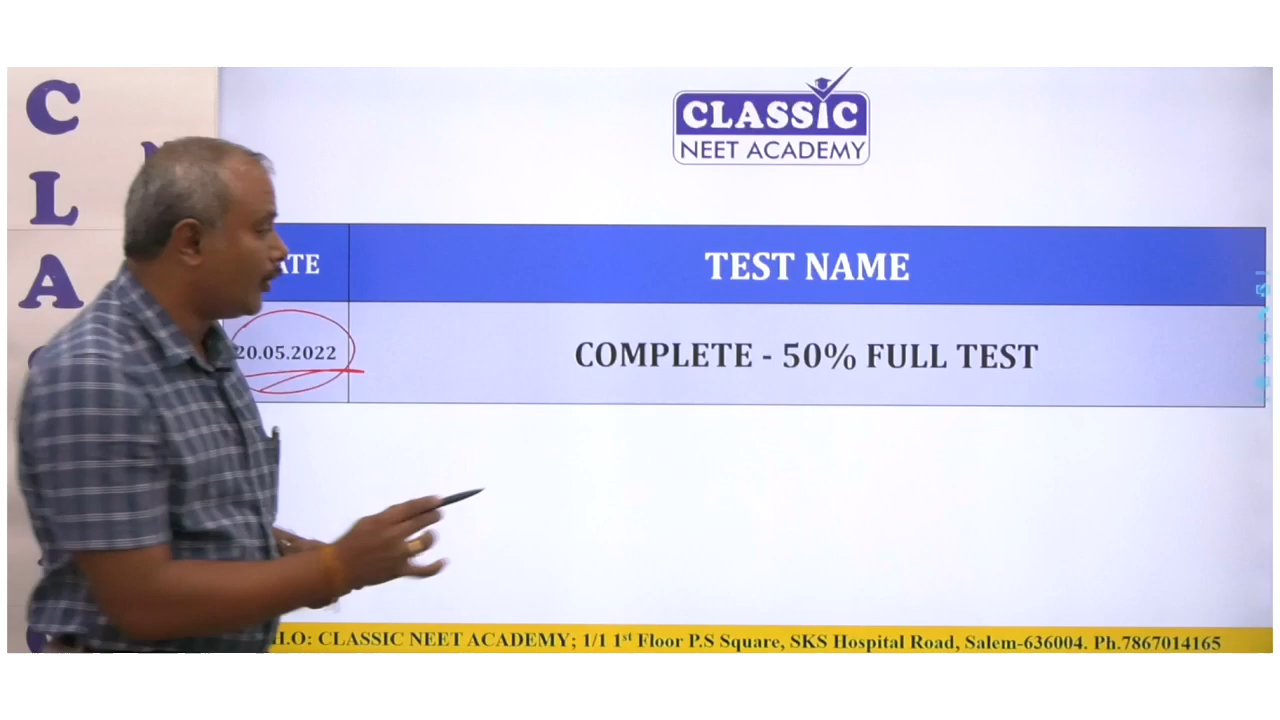 C
L
A
CLASSIC
NEET ACADEMY
TEST NAME
20.05.2022
COMPLETE - 50% FULL TEST
CLASSIC NEET ACADEMY; 1/1 1st Floor P.S Square, SKS Hospital Road, Salem-636004. Ph.7867014165